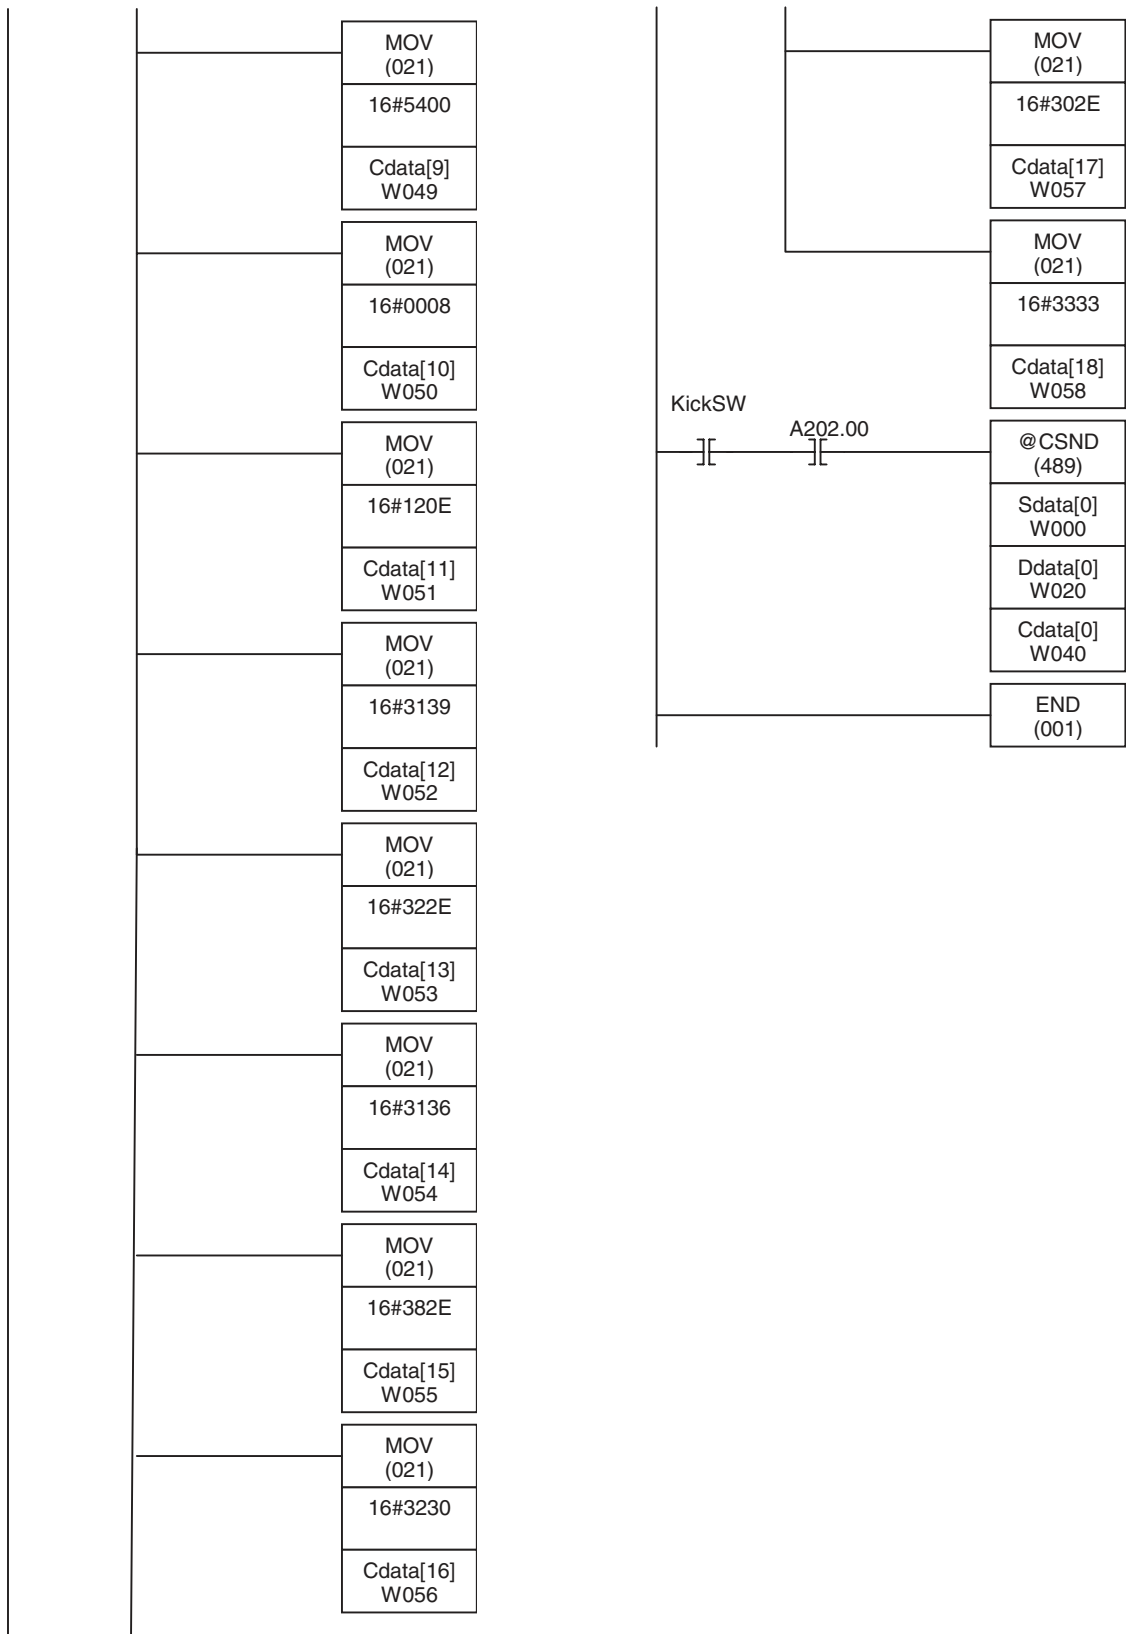 MOV
(021)
16#5400
Cdata[9]
W049
MOV
(021)
16#0008
Cdata[10]
W050
MOV
(021)
16#120E
Cdata[11]
W051
MOV
(021)
16#3139
Cdata[12]
W052
MOV
(021)
16#322E
Cdata[13]
W053
MOV
(021)
16#3136
Cdata[14]
W054
MOV
(021)
16#382E
Cdata[15]
W055
MOV
(021)
16#3230
Cdata[16]
W056
MOV
(021)
16#302E
Cdata[17]
W057
MOV
(021)
16#3333
Cdata[18]
W058
KickSW
A202.00
@CSND
(489)
Sdata[0]
W000
Ddata[0]
W020
Cdata[0]
W040
END
(001)